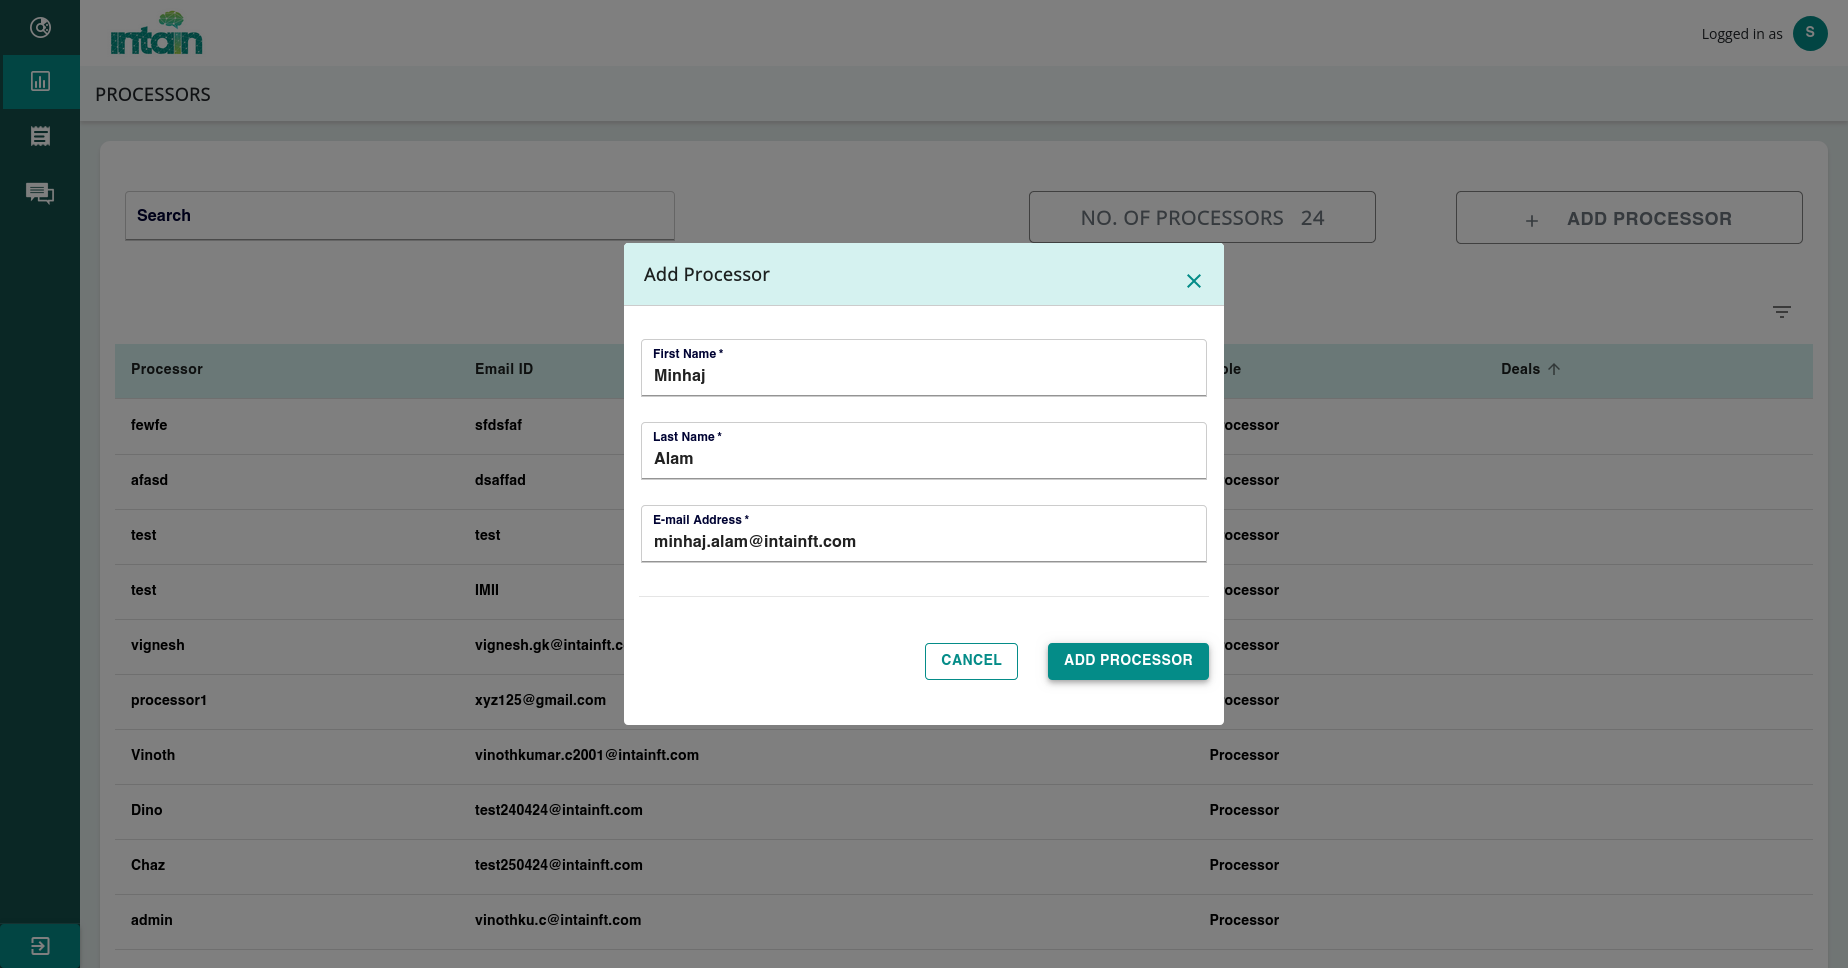 intain
Logged in as S
PROCESSORS
Search
NO. OF PROCESSORS 24
+ ADD PROCESSOR
Add Processor
First Name *
Minhaj
Last Name *
Alam
E-mail Address *
minhaj.alam@intainft.com
CANCEL ADD PROCESSOR
Processor Email ID ole Deals
fewfe sfdsfaf ocessor
afasd dsaffad ocessor
test test ocessor
test IMII ocessor
vignesh vignesh.gk@intainft.c ocessor
processor1 xyz125@gmail.com ocessor
Vinoth vinothkumar.c2001@intainft.com Processor
Dino test240424@intainft.com Processor
Chaz test250424@intainft.com Processor
admin vinothku.c@intainft.com Processor